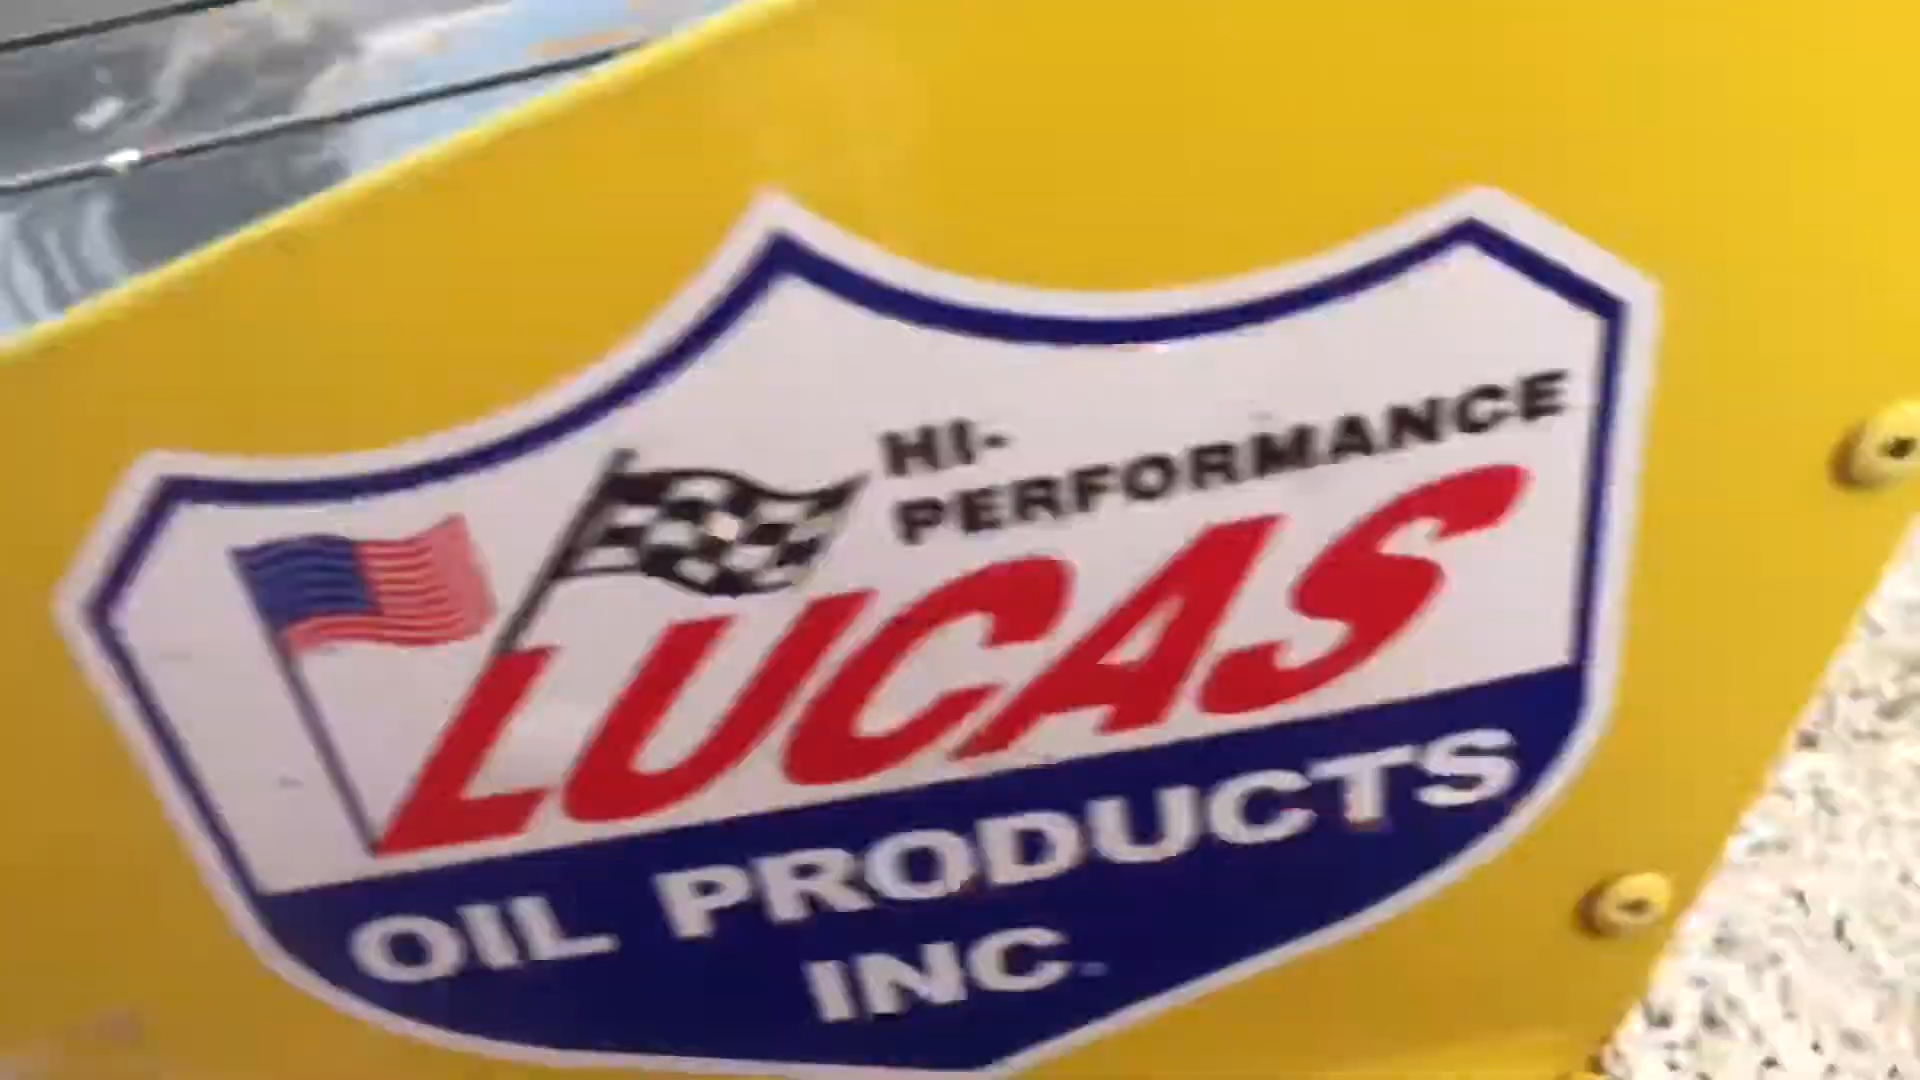 HI-
PERFORMANCE
LUCAS
OIL PRODUCTS
INC.